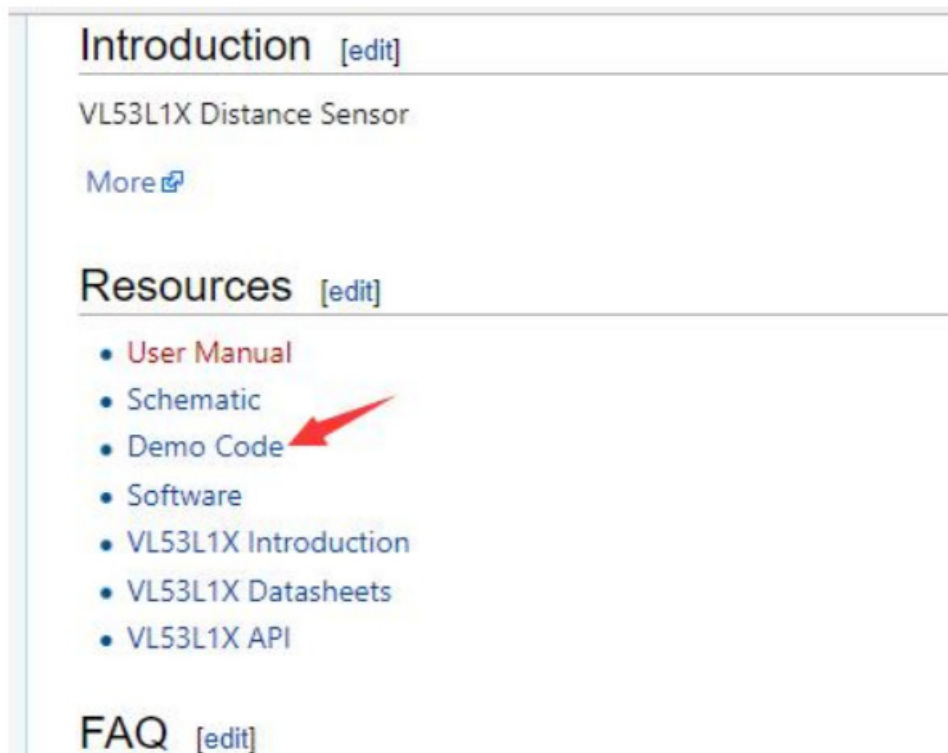 Introduction [edit]
VL53L1X Distance Sensor
More
Resources [edit]
User Manual
Schematic
Demo Code
Software
VL53L1X Introduction
VL53L1X Datasheets
VL53L1X API
FAQ [edit]